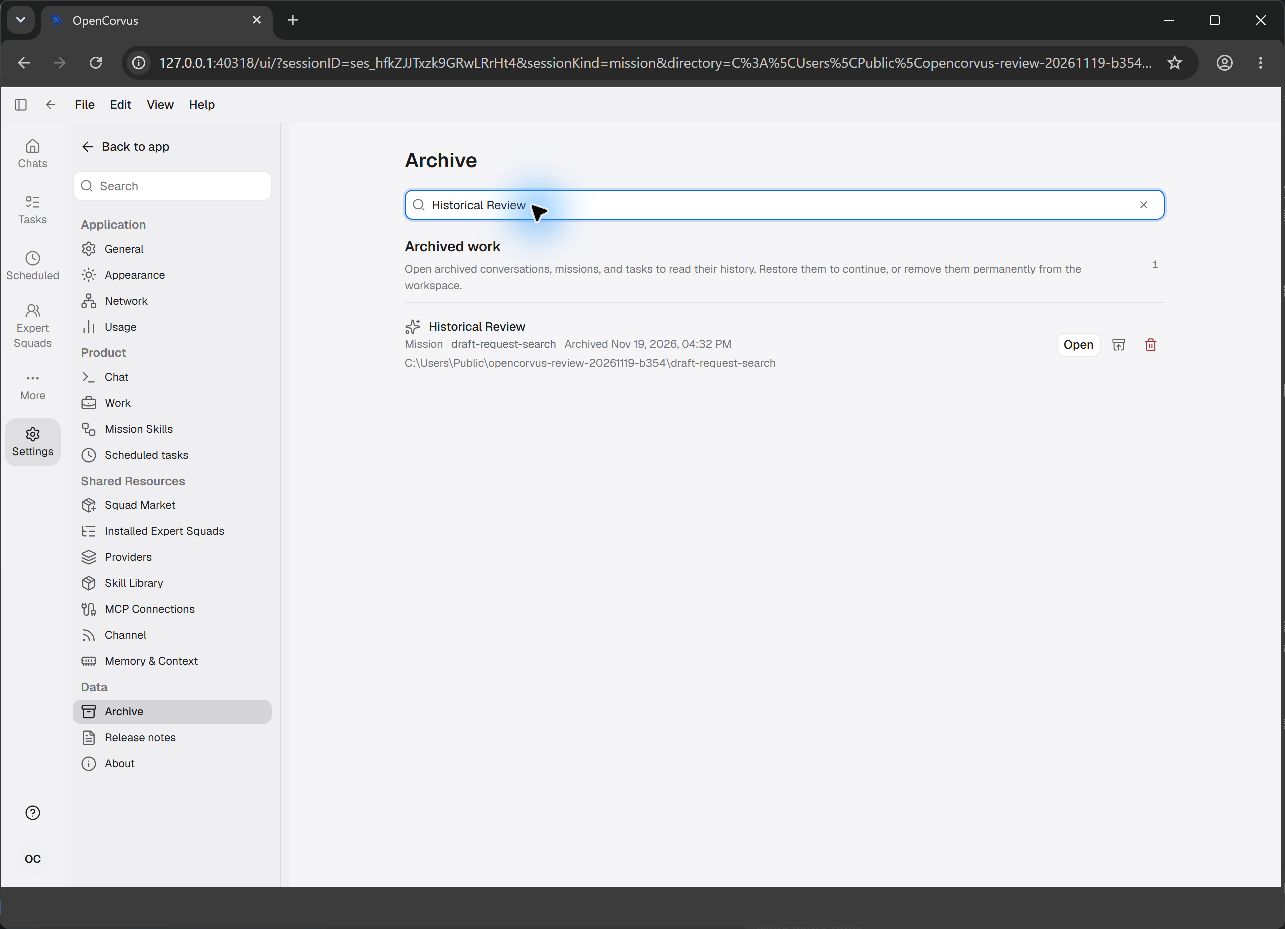 OpenCorvus
127.0.0.1:40318/ui/?sessionID=ses_hfkZJJTxzk9GRwLRrHt4&sessionKind=mission&directory=C%3A%5CUsers%5CPublic%5Copencorvus-review-20261119-b354...
File Edit View Help
Chats
Tasks
Scheduled
Expert
Squads
More
Settings
OC
Back to app
Search
Application
General
Appearance
Network
Usage
Product
Chat
Work
Mission Skills
Scheduled tasks
Shared Resources
Squad Market
Installed Expert Squads
Providers
Skill Library
MCP Connections
Channel
Memory & Context
Data
Archive
Release notes
About
Archive
Historical Review
Archived work
Open archived conversations, missions, and tasks to read their history. Restore them to continue, or remove them permanently from the
workspace.
1
Historical Review
Mission draft-request-search Archived Nov 19, 2026, 04:32 PM
C:\Users\Public\opencorvus-review-20261119-b354\draft-request-search
Open